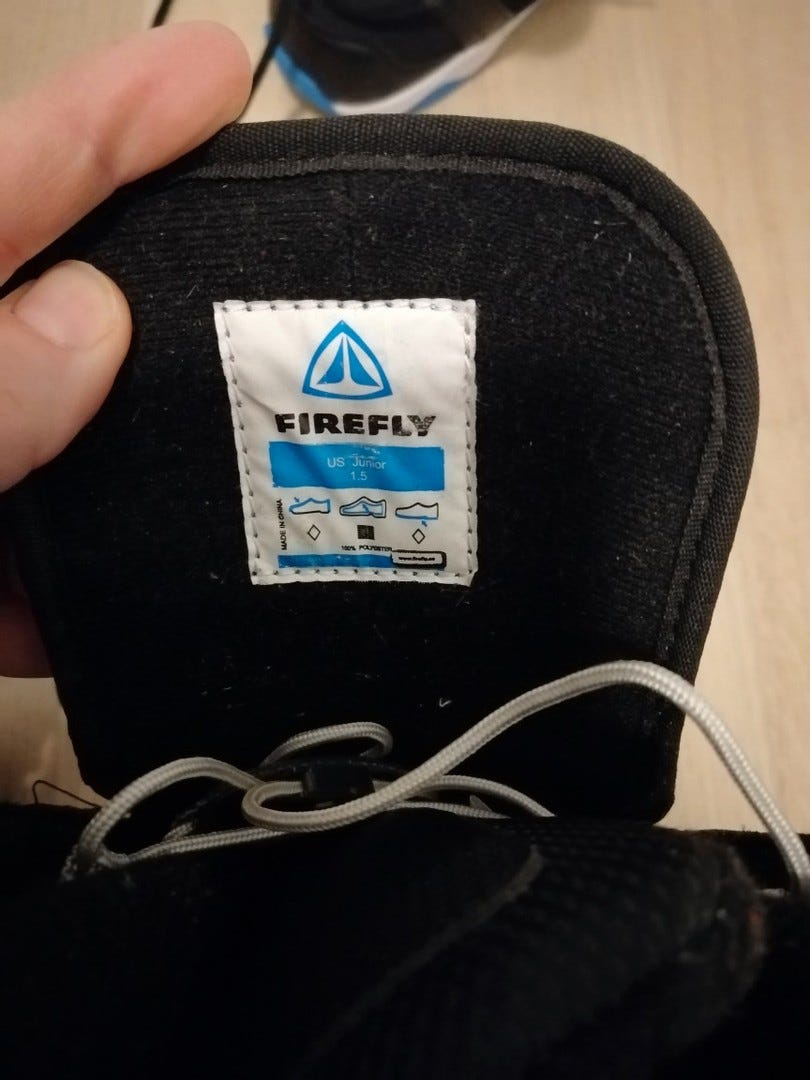 FIREFLY
US Junior
1.5
MADE IN CHINA
100% POLYESTER